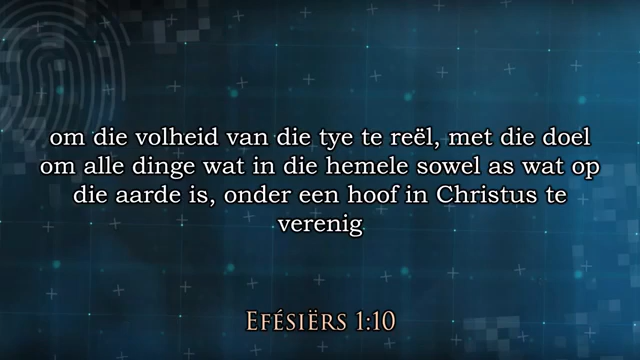 om die volheid van die tye te reël, met die doel
om alle dinge wat in die hemele sowel as wat op
die aarde is, onder een hoof in Christus te
verenig
Efésiërs 1:10